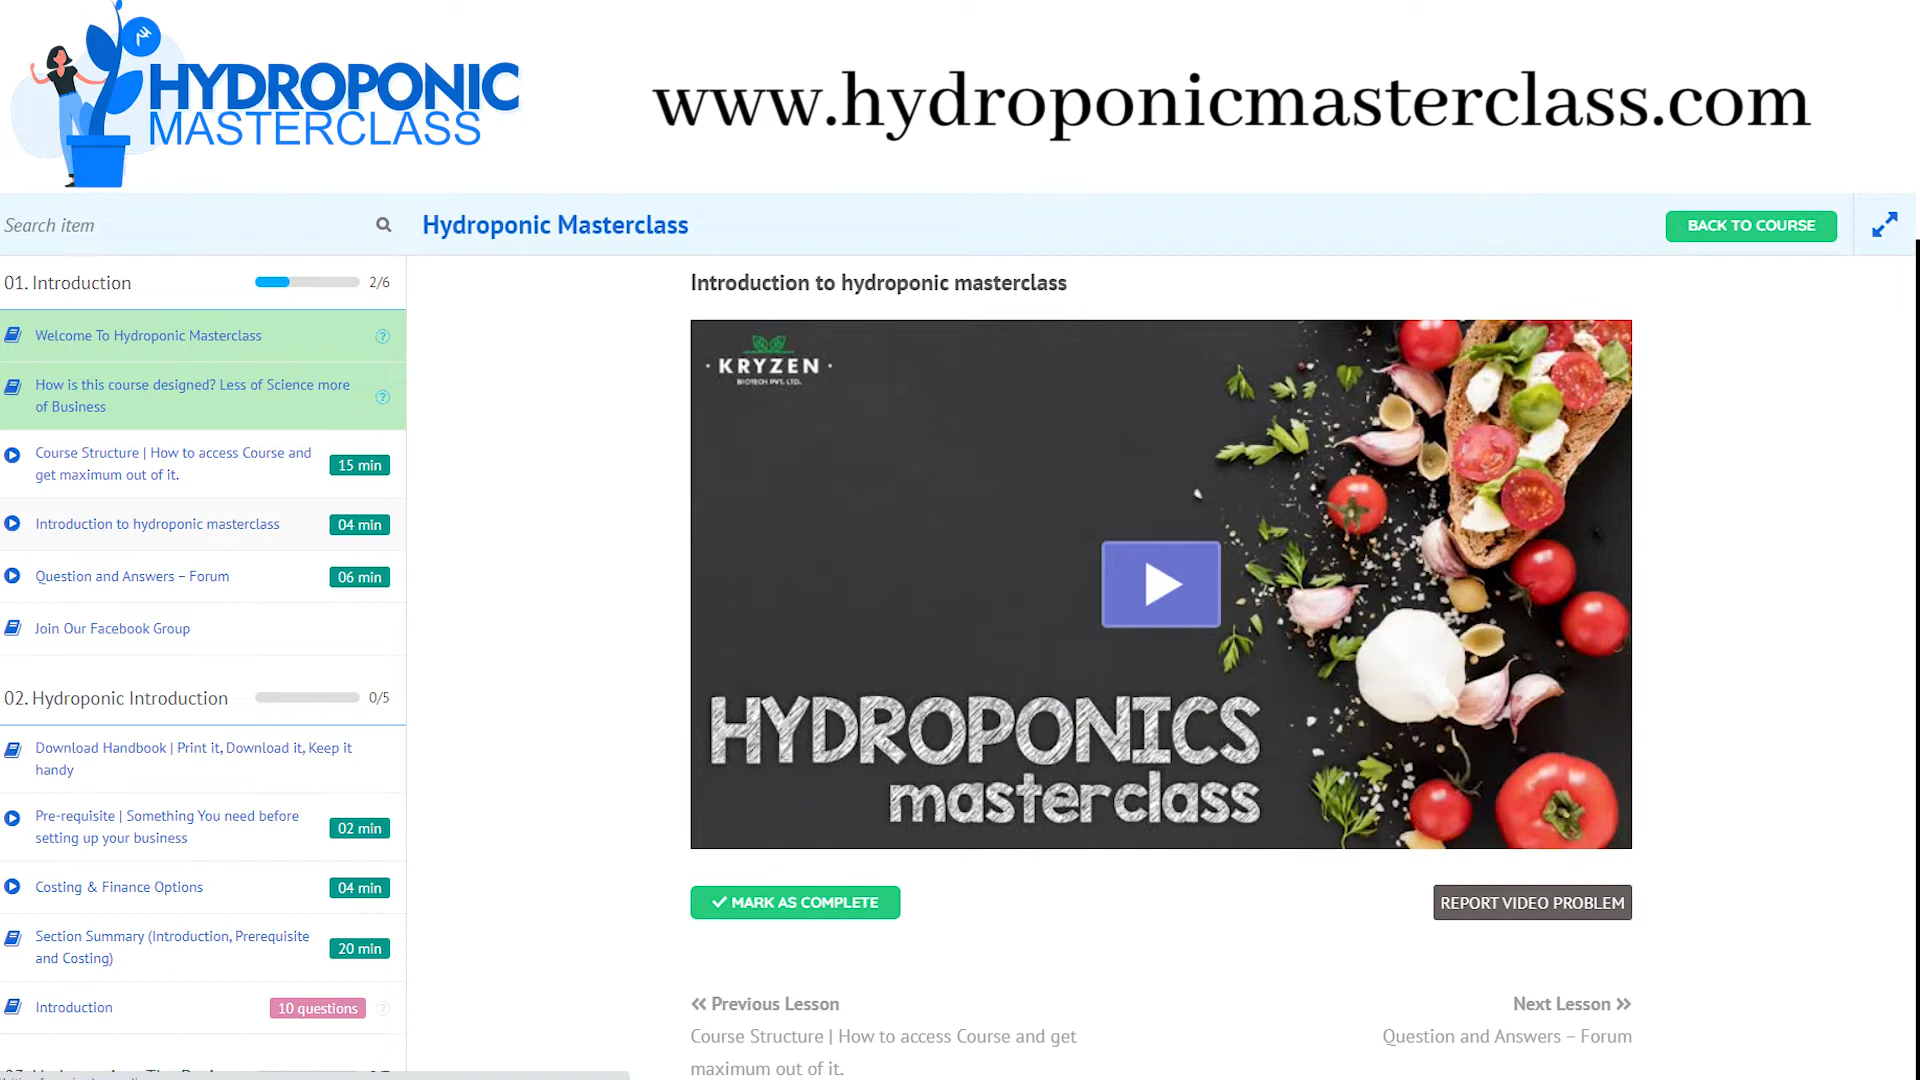 HYDROPONIC
MASTERCLASS
www.hydroponicmasterclass.com
Search item
Hydroponic Masterclass
BACK TO COURSE
01. Introduction
2/6
Welcome To Hydroponic Masterclass
How is this course designed? Less of Science more
of Business
Course Structure | How to access Course and
get maximum out of it.
15 min
Introduction to hydroponic masterclass
04 min
Question and Answers – Forum
06 min
Join Our Facebook Group
02. Hydroponic Introduction
0/5
Download Handbook | Print it, Download it, Keep it
handy
Pre-requisite | Something You need before
setting up your business
02 min
Costing & Finance Options
04 min
Section Summary (Introduction, Prerequisite
and Costing)
20 min
Introduction
10 questions
Introduction to hydroponic masterclass
· KRYZEN ·
BIOTECH PVT. LTD.
HYDROPONICS
masterclass
MARK AS COMPLETE
REPORT VIDEO PROBLEM
Previous Lesson
Course Structure | How to access Course and get
maximum out of it.
Next Lesson
Question and Answers – Forum